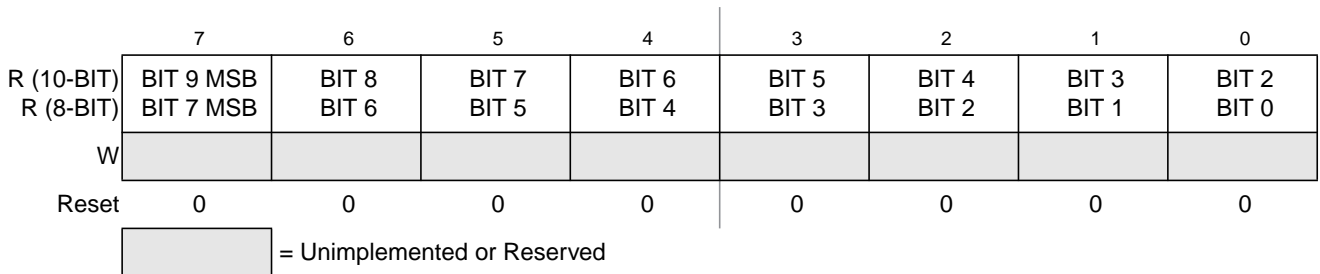 7 6 5 4 3 2 1 0
R (10-BIT) BIT 9 MSB BIT 8 BIT 7 BIT 6 BIT 5 BIT 4 BIT 3 BIT 2
R (8-BIT) BIT 7 MSB BIT 6 BIT 5 BIT 4 BIT 3 BIT 2 BIT 1 BIT 0
W
Reset 0 0 0 0 0 0 0 0
= Unimplemented or Reserved